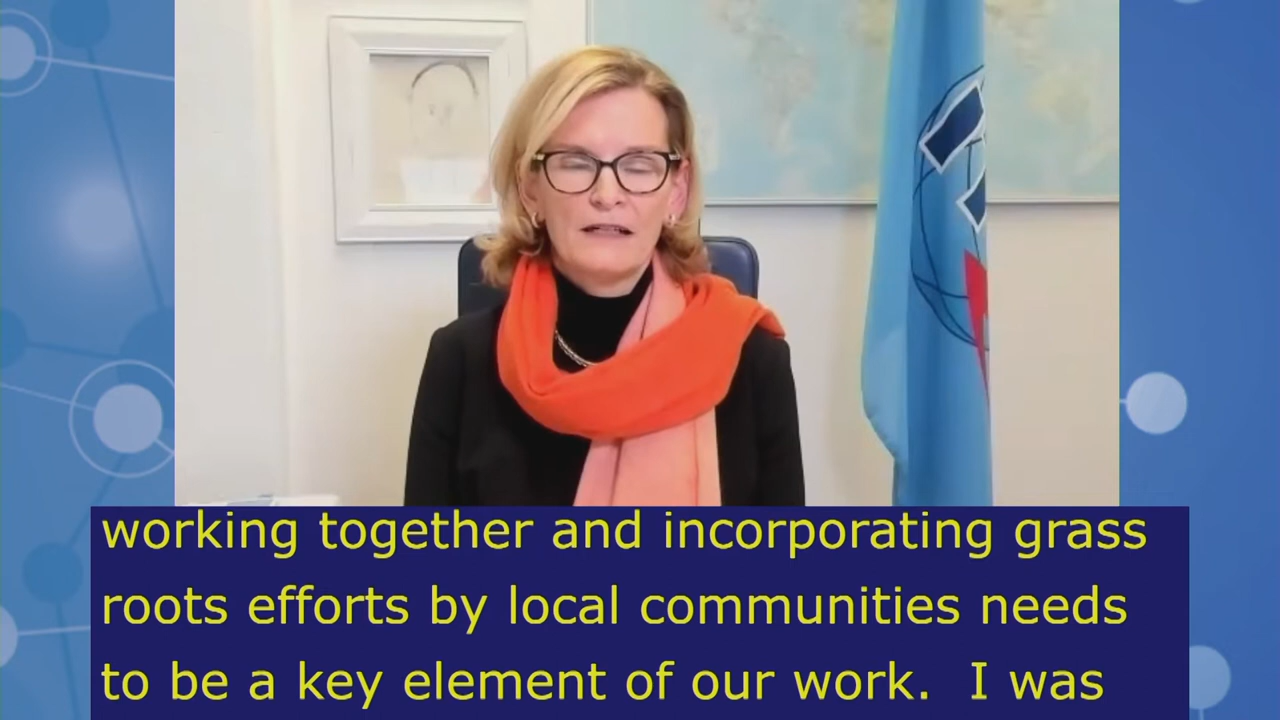 working together and incorporating grass
roots efforts by local communities needs
to be a key element of our work.  I was